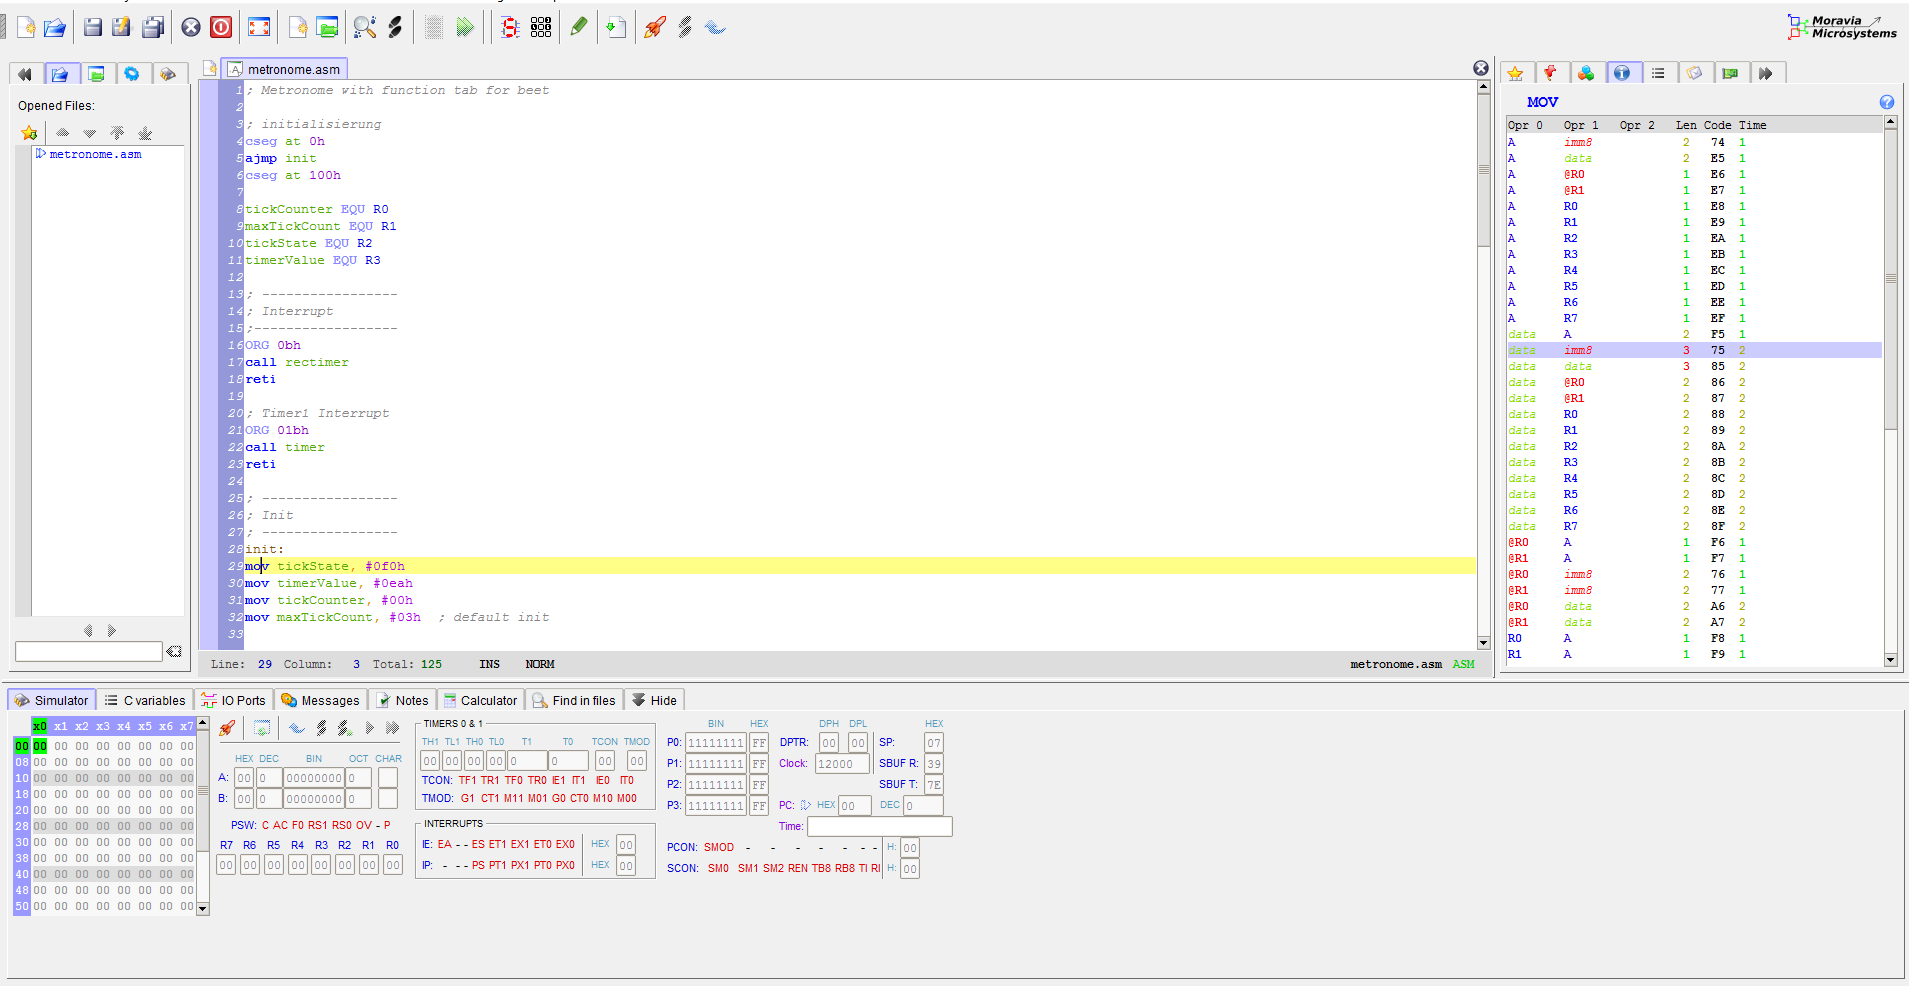 Moravia
Microsystems
metronome.asm
Opened Files:
metronome.asm
1 ; Metronome with function tab for beet
2
3 ; initialisierung
4 cseg at 0h
5 ajmp init
6 cseg at 100h
7
8 tickCounter EQU R0
9 maxTickCount EQU R1
10 tickState EQU R2
11 timerValue EQU R3
12
13 ; -----------------
14 ; Interrupt
15 ;------------------
16 ORG 0bh
17 call rectimer
18 reti
19
20 ; Timer1 Interrupt
21 ORG 01bh
22 call timer
23 reti
24
25 ; -----------------
26 ; Init
27 ; -----------------
28 init:
29 mov tickState, #0f0h
30 mov timerValue, #0eah
31 mov tickCounter, #00h
32 mov maxTickCount, #03h  ; default init
33
Line: 29 Column: 3 Total: 125 INS NORM metronome.asm ASM
MOV
Opr 0 Opr 1 Opr 2 Len Code Time
A imm8 2 74 1
A data 2 E5 1
A @R0 1 E6 1
A @R1 1 E7 1
A R0 1 E8 1
A R1 1 E9 1
A R2 1 EA 1
A R3 1 EB 1
A R4 1 EC 1
A R5 1 ED 1
A R6 1 EE 1
A R7 1 EF 1
data A 2 F5 1
data imm8 3 75 2
data data 3 85 2
data @R0 2 86 2
data @R1 2 87 2
data R0 2 88 2
data R1 2 89 2
data R2 2 8A 2
data R3 2 8B 2
data R4 2 8C 2
data R5 2 8D 2
data R6 2 8E 2
data R7 2 8F 2
@R0 A 1 F6 1
@R1 A 1 F7 1
@R0 imm8 2 76 1
@R1 imm8 2 77 1
@R0 data 2 A6 2
@R1 data 2 A7 2
R0 A 1 F8 1
R1 A 1 F9 1
Simulator C variables IO Ports Messages Notes Calculator Find in files Hide
x0 x1 x2 x3 x4 x5 x6 x7
00 00 00 00 00 00 00 00 00
08 00 00 00 00 00 00 00 00
10 00 00 00 00 00 00 00 00
18 00 00 00 00 00 00 00 00
20 00 00 00 00 00 00 00 00
28 00 00 00 00 00 00 00 00
30 00 00 00 00 00 00 00 00
38 00 00 00 00 00 00 00 00
40 00 00 00 00 00 00 00 00
48 00 00 00 00 00 00 00 00
50 00 00 00 00 00 00 00 00
HEX DEC BIN OCT CHAR
A: 00 0 00000000 0
B: 00 0 00000000 0
PSW: C AC F0 RS1 RS0 OV - P
R7 R6 R5 R4 R3 R2 R1 R0
00 00 00 00 00 00 00 00
TIMERS 0 & 1
TH1 TL1 TH0 TL0 T1 T0 TCON TMOD
00 00 00 00 0 0 00 00
TCON: TF1 TR1 TF0 TR0 IE1 IT1 IE0 IT0
TMOD: G1 CT1 M11 M01 G0 CT0 M10 M00
INTERRUPTS
IE: EA - - ES ET1 EX1 ET0 EX0 HEX 00
IP: - - - PS PT1 PX1 PT0 PX0 HEX 00
BIN HEX
P0: 11111111 FF
P1: 11111111 FF
P2: 11111111 FF
P3: 11111111 FF
DPH DPL
DPTR: 00 00
Clock: 12000
HEX
SP: 07
SBUF R: 39
SBUF T: 7E
PC: HEX 00 DEC 0
Time:
PCON: SMOD - - - - - - - H: 00
SCON: SM0 SM1 SM2 REN TB8 RB8 TI RI H: 00